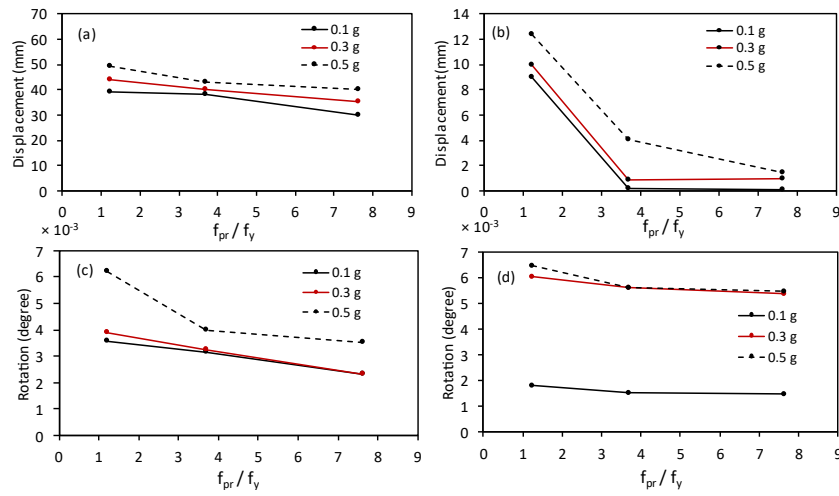 (a)
0.1 g
0.3 g
0.5 g
Displacement (mm)
70
60
50
40
30
20
10
0
0 1 2 3 4 5 6 7 8 9
f_pr / f_y
(b)
0.1 g
0.3 g
0.5 g
Displacement (mm)
14
12
10
8
6
4
2
0
0 1 2 3 4 5 6 7 8 9
f_pr / f_y
× 10⁻³
(c)
0.1 g
0.3 g
0.5 g
Rotation (degree)
7
6
5
4
3
2
1
0
0 1 2 3 4 5 6 7 8 9
f_pr / f_y
× 10⁻³
(d)
0.1 g
0.3 g
0.5 g
Rotation (degree)
7
6
5
4
3
2
1
0
0 1 2 3 4 5 6 7 8 9
f_pr / f_y